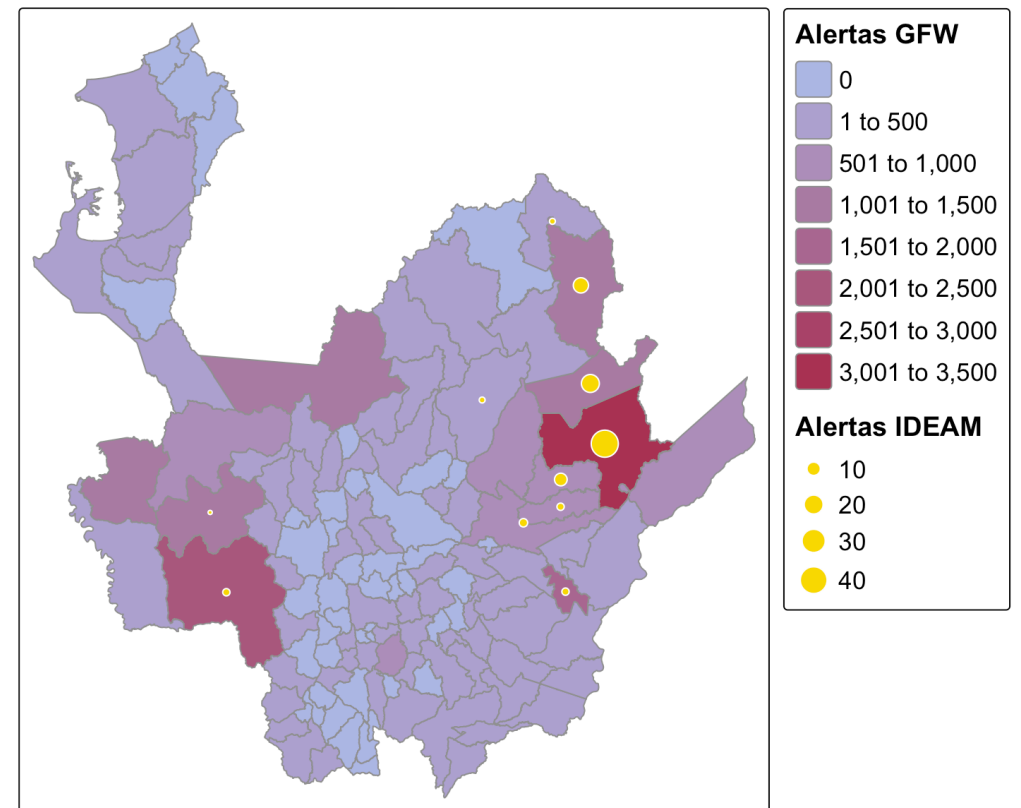 Alertas GFW
0
1 to 500
501 to 1,000
1,001 to 1,500
1,501 to 2,000
2,001 to 2,500
2,501 to 3,000
3,001 to 3,500
Alertas IDEAM
10
20
30
40